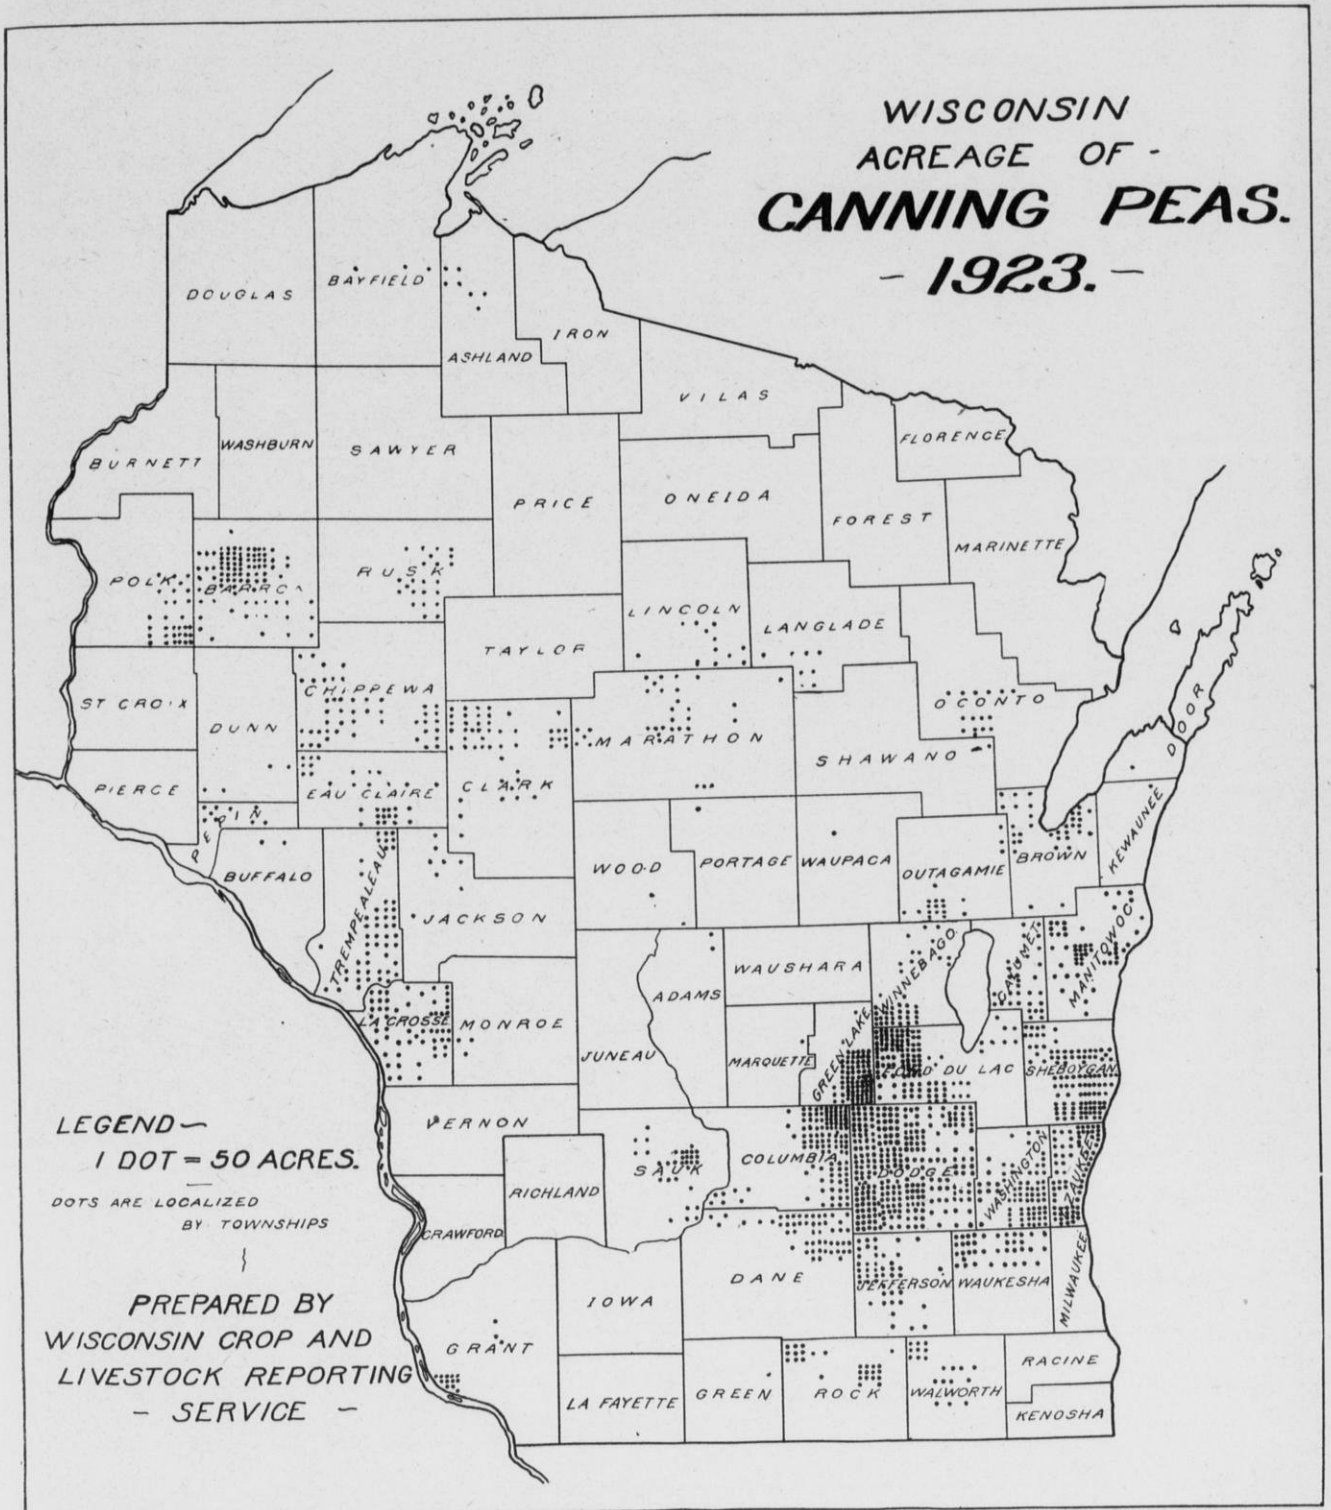 WISCONSIN
ACREAGE OF -
CANNING PEAS.
- 1923. -
DOUGLAS
BAYFIELD
ASHLAND
IRON
VILAS
FLORENCE
BURNETT
WASHBURN
SAWYER
PRICE
ONEIDA
FOREST
MARINETTE
POLK
BARRON
RUSK
LINCOLN
LANGLADE
TAYLOR
ST CROIX
DUNN
CHIPPEWA
MARATHON
OCONTO
DOOR
SHAWANO
PIERCE
EAU CLAIRE
CLARK
PEPIN
BUFFALO
TREMPEALEAU
WOOD
PORTAGE
WAUPACA
OUTAGAMIE
BROWN
KEWAUNEE
JACKSON
WAUSHARA
WINNEBAGO
CALUMET
MANITOWOC
ADAMS
LA CROSSE
MONROE
JUNEAU
MARQUETTE
GREEN LAKE
FOND DU LAC
SHEBOYGAN
VERNON
SAUK
COLUMBIA
DODGE
WASHINGTON
OZAUKEE
RICHLAND
CRAWFORD
DANE
JEFFERSON
WAUKESHA
MILWAUKEE
IOWA
GRANT
LA FAYETTE
GREEN
ROCK
WALWORTH
RACINE
KENOSHA
LEGEND ~
1 DOT = 50 ACRES.
DOTS ARE LOCALIZED
BY TOWNSHIPS
PREPARED BY
WISCONSIN CROP AND
LIVESTOCK REPORTING
- SERVICE -